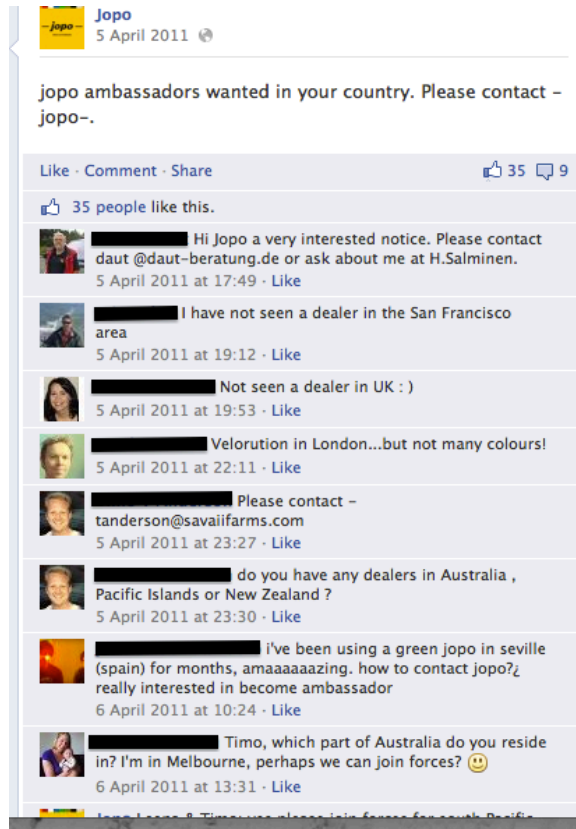 -jopo-
Jopo
5 April 2011
jopo ambassadors wanted in your country. Please contact –
jopo–.
Like · Comment · Share 35 9
35 people like this.
Hi Jopo a very interested notice. Please contact
daut @daut-beratung.de or ask about me at H.Salminen.
5 April 2011 at 17:49 · Like
I have not seen a dealer in the San Francisco
area
5 April 2011 at 19:12 · Like
Not seen a dealer in UK : )
5 April 2011 at 19:53 · Like
Velorution in London...but not many colours!
5 April 2011 at 22:11 · Like
Please contact –
tanderson@savaiifarms.com
5 April 2011 at 23:27 · Like
do you have any dealers in Australia ,
Pacific Islands or New Zealand ?
5 April 2011 at 23:30 · Like
i've been using a green jopo in seville
(spain) for months, amaaaaaazing. how to contact jopo?¿
really interested in become ambassador
6 April 2011 at 10:24 · Like
Timo, which part of Australia do you reside
in? I'm in Melbourne, perhaps we can join forces?
6 April 2011 at 13:31 · Like